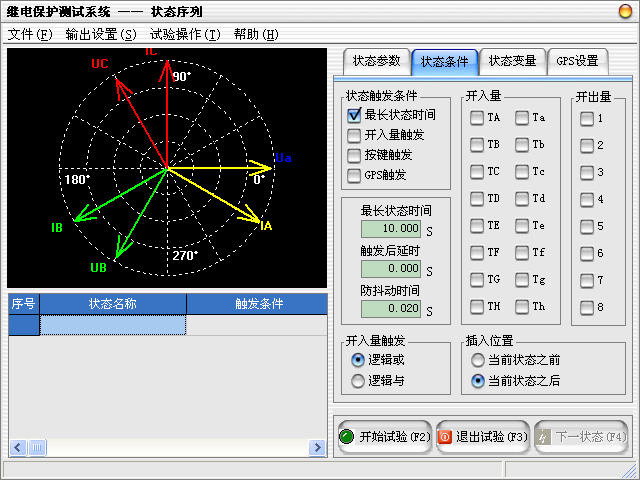 继电保护测试系统 —— 状态序列
文件(F) 输出设置(S) 试验操作(T) 帮助(H)
IC
UC
90°
Ua
180°
0°
IA
IB
270°
UB
序号 状态名称 触发条件
状态参数 状态条件 状态变量 GPS设置
状态触发条件
最长状态时间
开入量触发
按键触发
GPS触发
最长状态时间
10.000 S
触发后延时
0.000 S
防抖动时间
0.020 S
开入量触发
逻辑或
逻辑与
开入量
TA Ta
TB Tb
TC Tc
TD Td
TE Te
TF Tf
TG Tg
TH Th
开出量
1
2
3
4
5
6
7
8
插入位置
当前状态之前
当前状态之后
开始试验(F2) 退出试验(F3) 下一状态(F4)